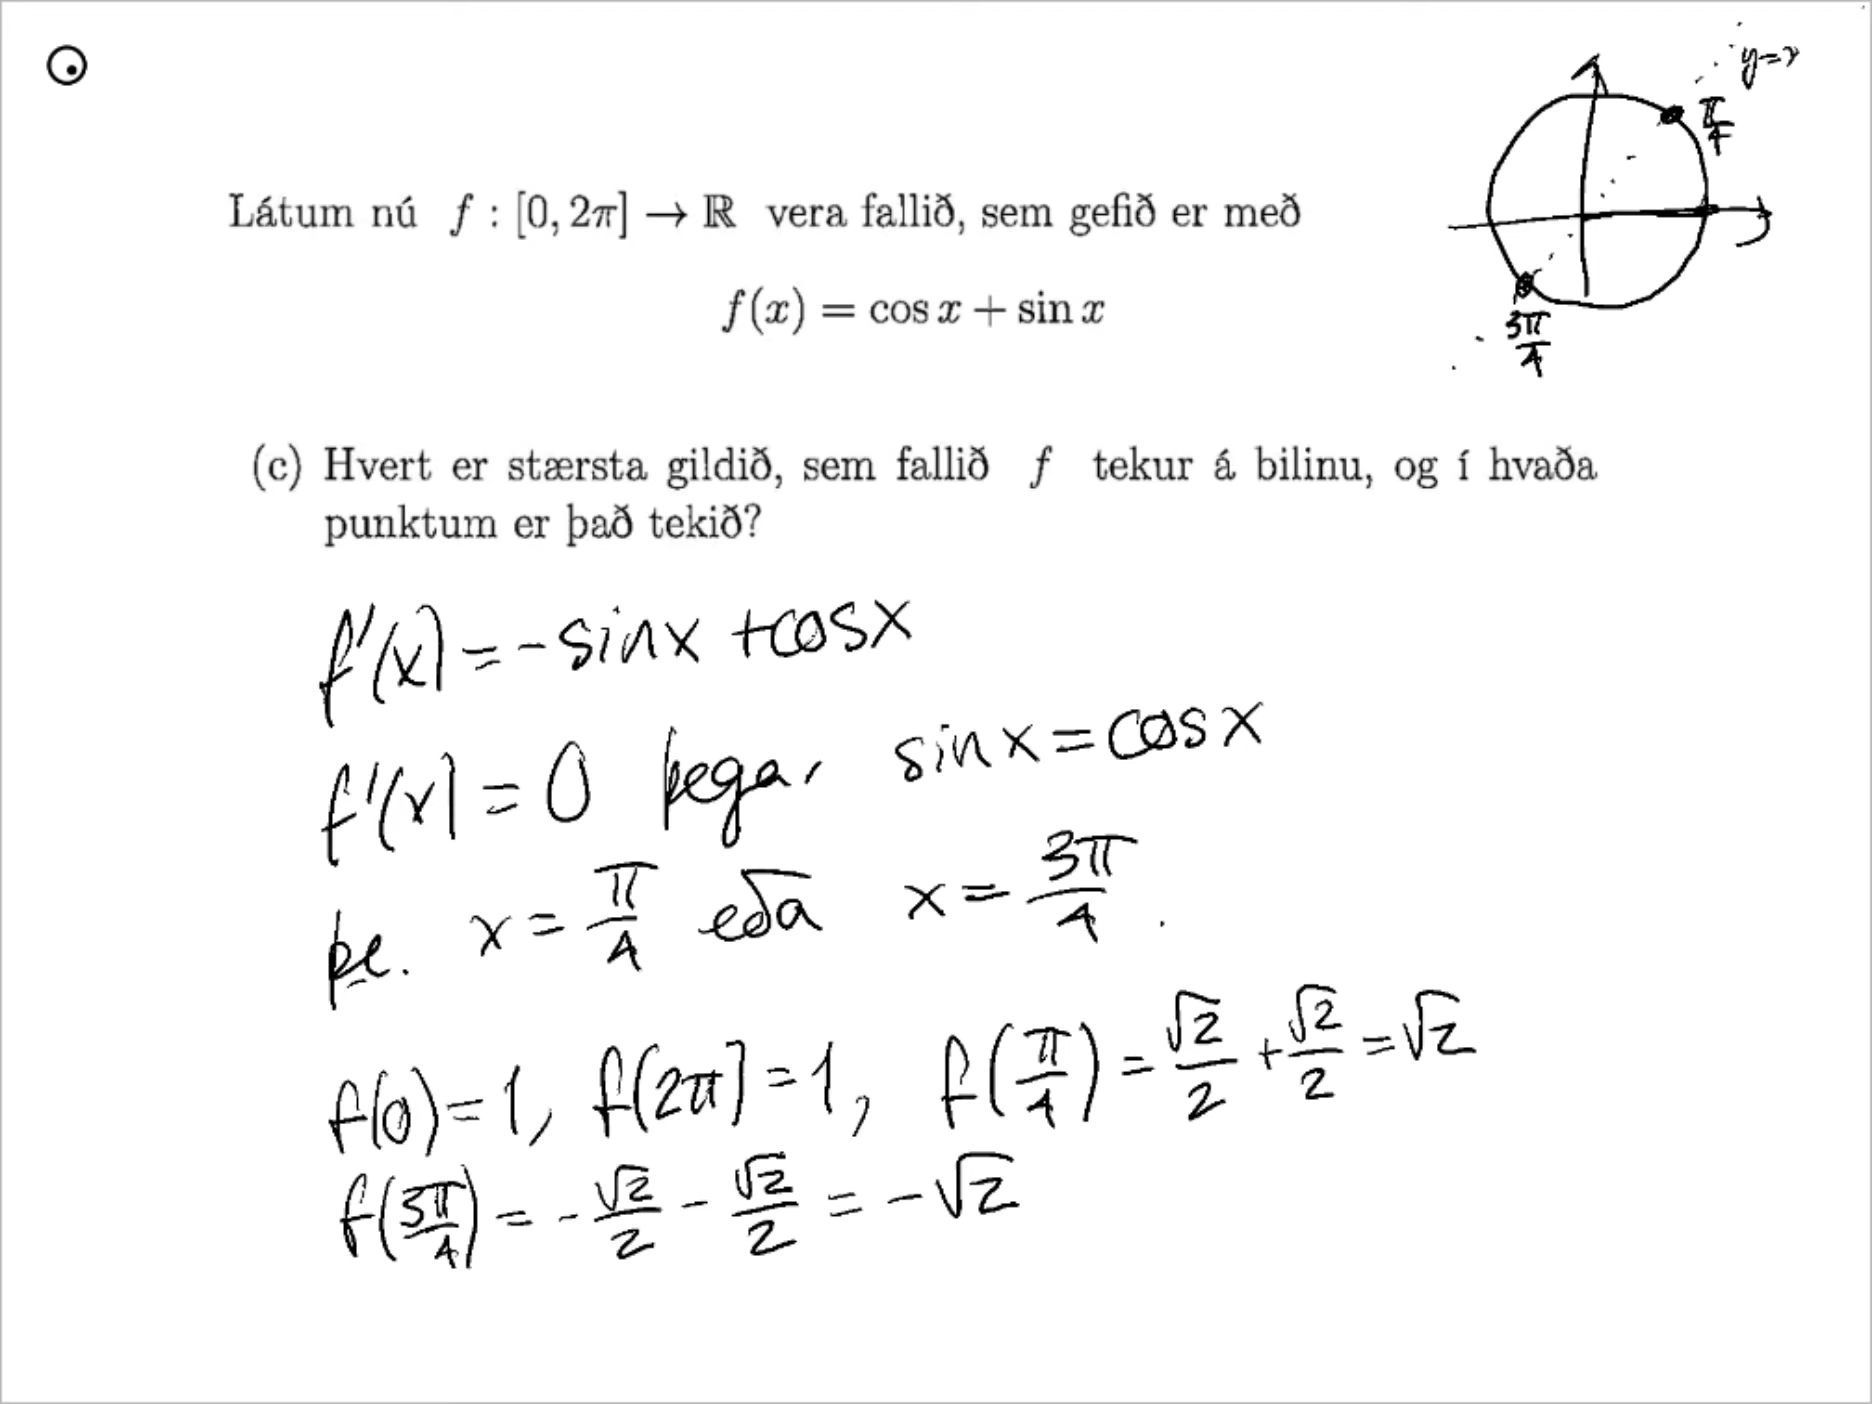 y=x
π/4
3π/4
Látum nú f : [0, 2π] → ℝ vera fallið, sem gefið er með
f(x) = cos x + sin x
(c) Hvert er stærsta gildið, sem fallið f tekur á bilinu, og í hvaða
punktum er það tekið?
f'(x) = -sinx +cosx
f'(x) = 0 þegar sinx = cosx
þe. x = π/4 eða x = 3π/4.
f(0) = 1, f(2π) = 1, f(π/4) = √2/2 + √2/2 = √2
f(3π/4) = -√2/2 - √2/2 = -√2